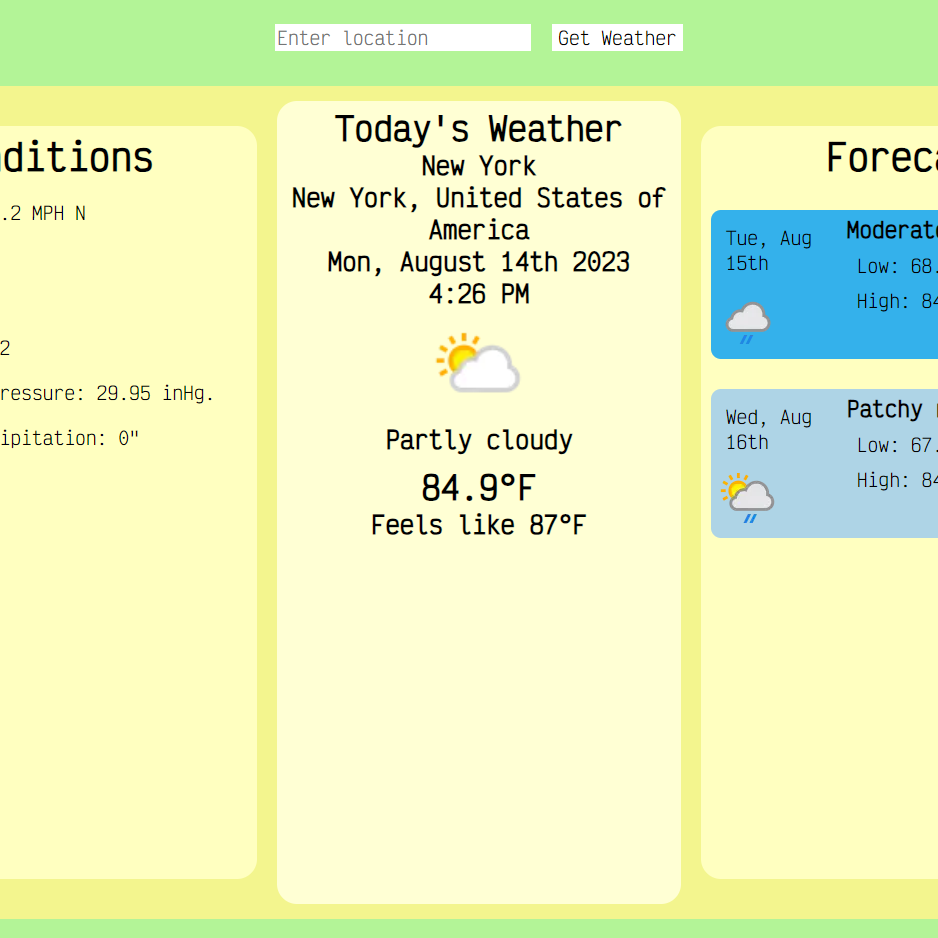 Enter location Get Weather
nditions
.2 MPH N
2
ressure: 29.95 inHg.
ipitation: 0"
Today's Weather
New York
New York, United States of
America
Mon, August 14th 2023
4:26 PM
Partly cloudy
84.9°F
Feels like 87°F
Foreca
Tue, Aug
15th
Moderate
Low: 68.
High: 84
Wed, Aug
16th
Patchy
Low: 67.
High: 84